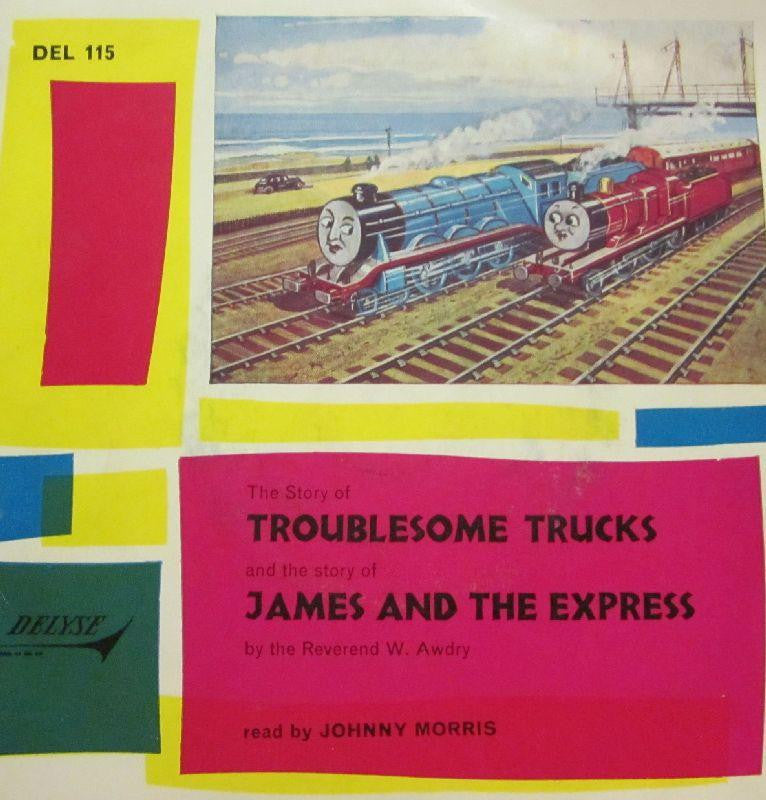 DEL 115
The Story of
TROUBLESOME TRUCKS
and the story of
JAMES AND THE EXPRESS
by the Reverend W. Awdry
DELYSE
read by JOHNNY MORRIS